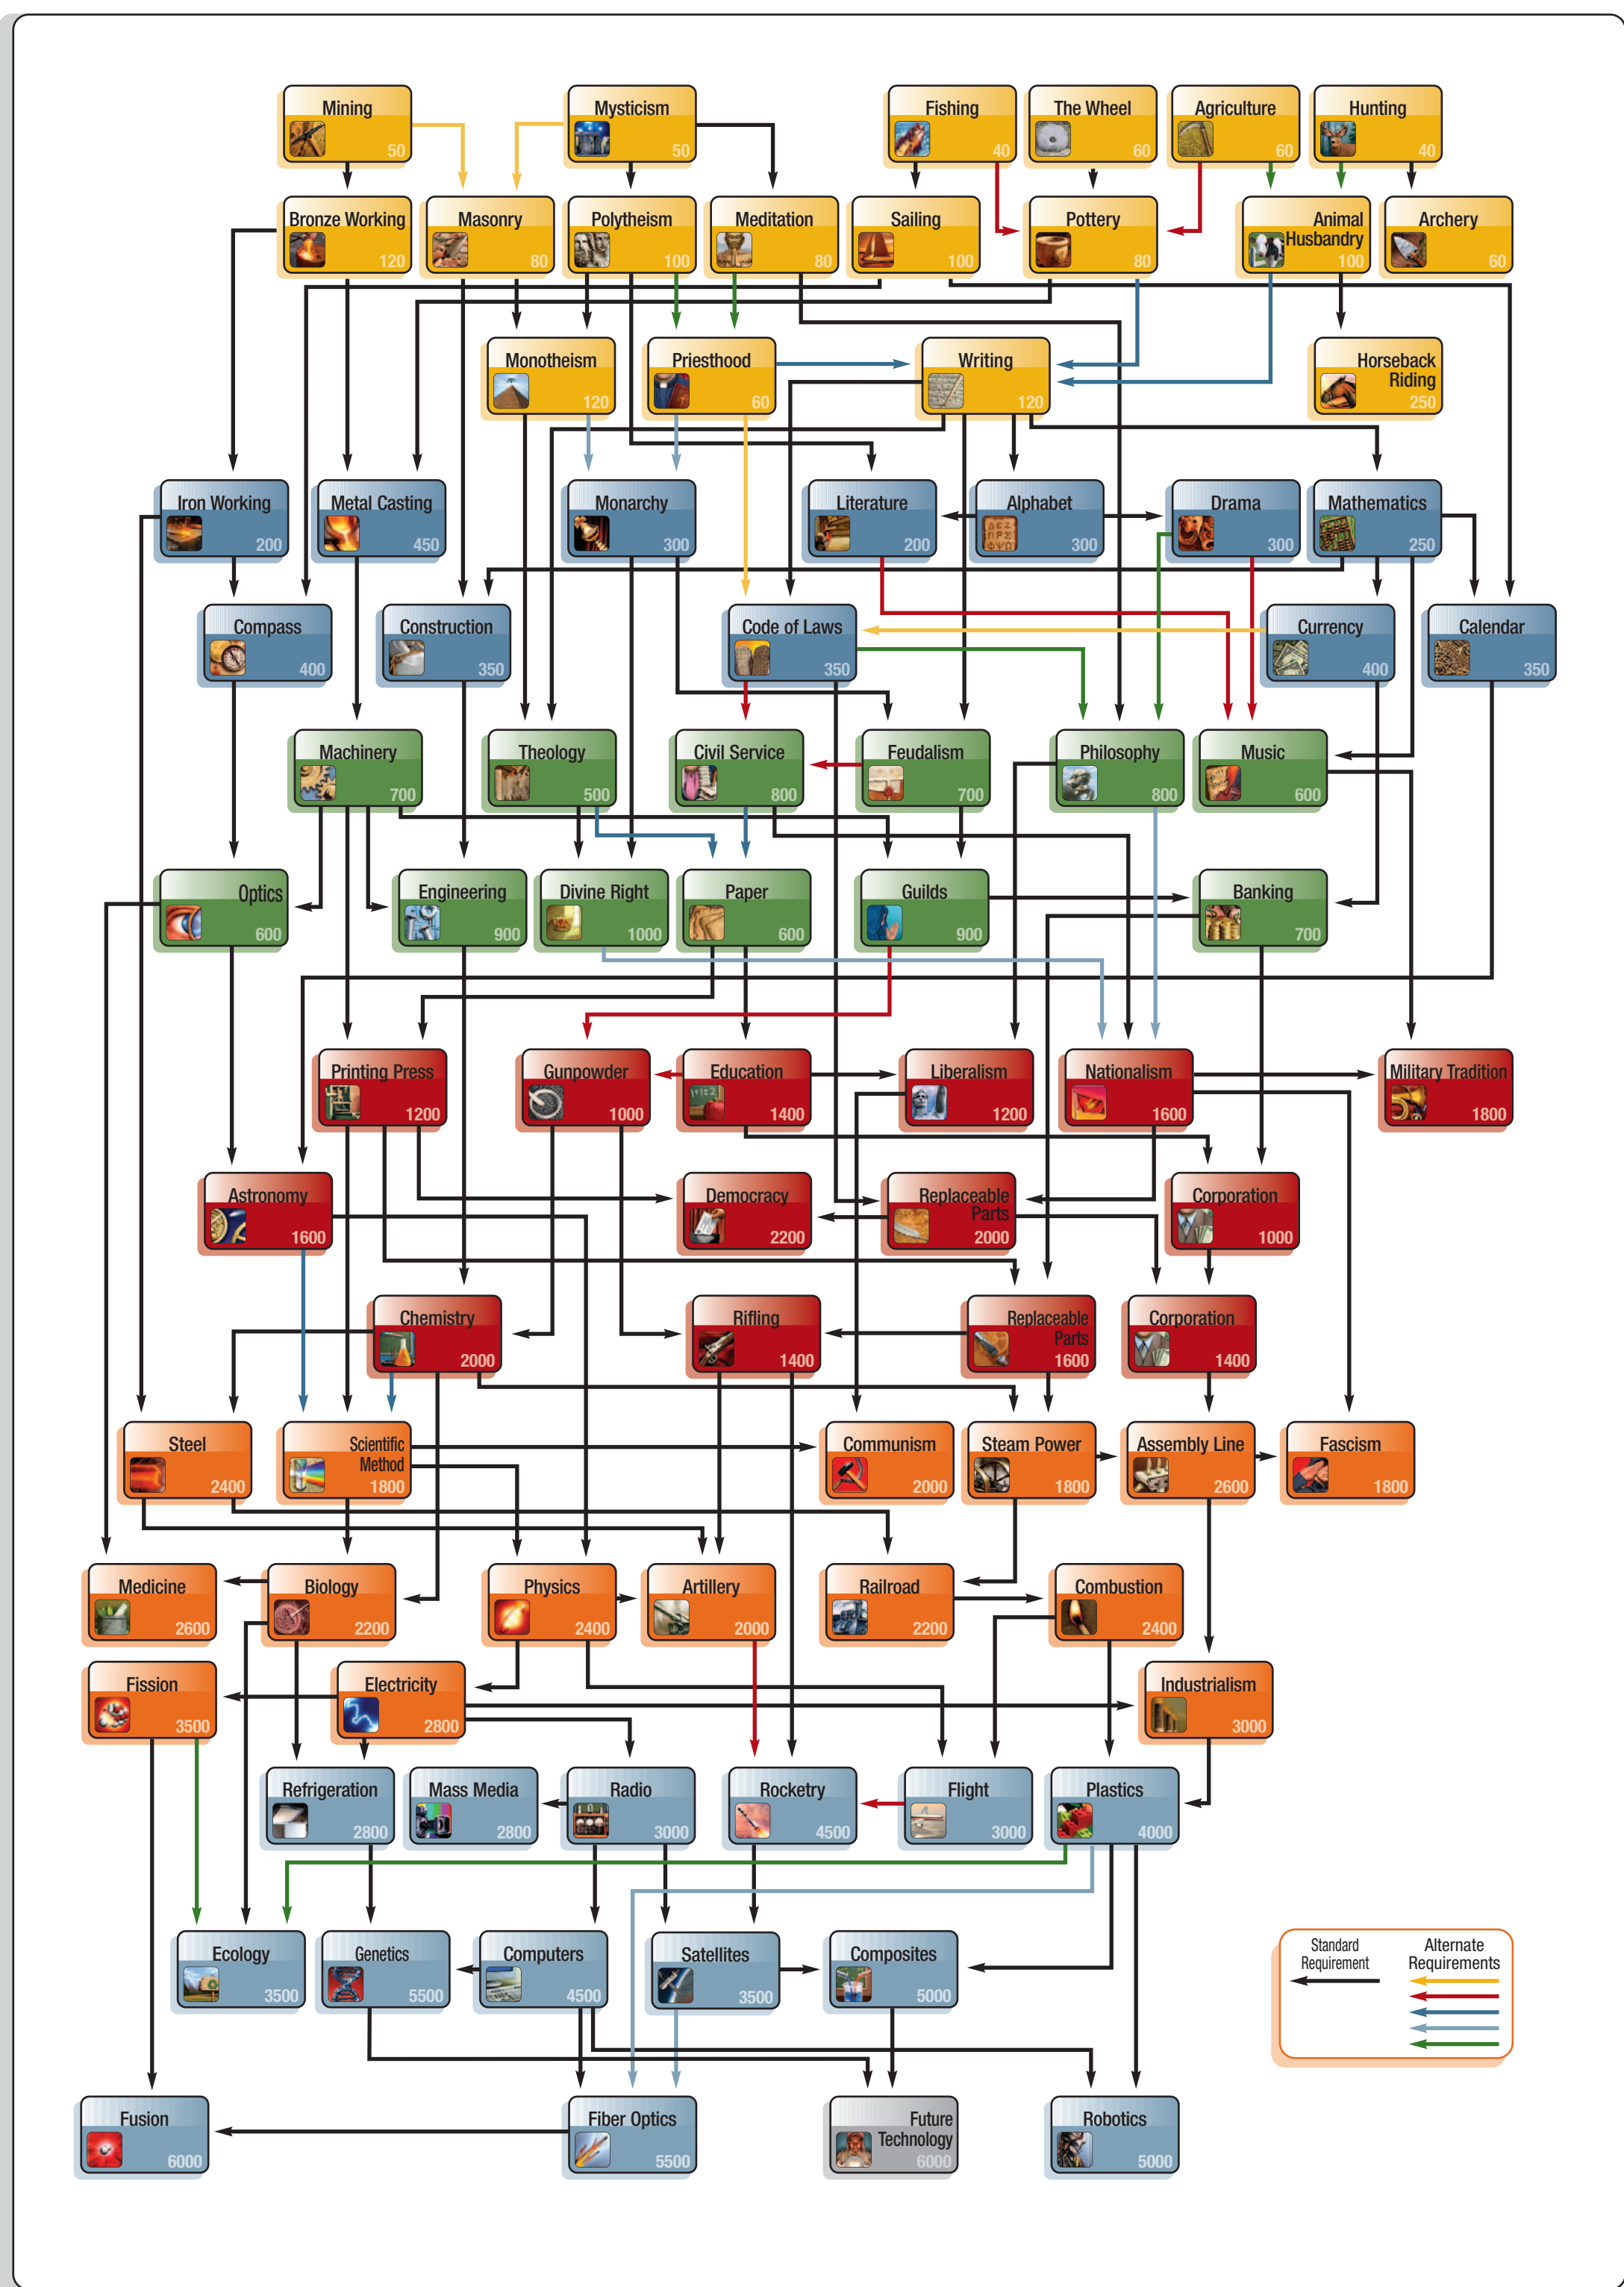 Mining
50
Mysticism
50
Fishing
40
The Wheel
60
Agriculture
60
Hunting
40
Bronze Working
120
Masonry
80
Polytheism
100
Meditation
80
Sailing
100
Pottery
80
Animal
Husbandry
100
Archery
60
Monotheism
120
Priesthood
60
Writing
120
Horseback
Riding
250
Iron Working
200
Metal Casting
450
Monarchy
300
Literature
200
Alphabet
300
Drama
300
Mathematics
250
Compass
400
Construction
350
Code of Laws
350
Currency
400
Calendar
350
Machinery
700
Theology
500
Civil Service
800
Feudalism
700
Philosophy
800
Music
600
Optics
600
Engineering
900
Divine Right
1000
Paper
600
Guilds
900
Banking
700
Printing Press
1200
Gunpowder
1000
Education
1400
Liberalism
1200
Nationalism
1600
Military Tradition
1800
Astronomy
1600
Democracy
2200
Replaceable
Parts
2000
Corporation
1000
Chemistry
2000
Rifling
1400
Replaceable
Parts
1600
Corporation
1400
Steel
2400
Scientific
Method
1800
Communism
2000
Steam Power
1800
Assembly Line
2600
Fascism
1800
Medicine
2600
Biology
2200
Physics
2400
Artillery
2000
Railroad
2200
Combustion
2400
Fission
3500
Electricity
2800
Industrialism
3000
Refrigeration
2800
Mass Media
2800
Radio
3000
Rocketry
4500
Flight
3000
Plastics
4000
Ecology
3500
Genetics
5500
Computers
4500
Satellites
3500
Composites
5000
Standard
Requirement
Alternate
Requirements
Fusion
6000
Fiber Optics
5500
Future
Technology
6000
Robotics
5000